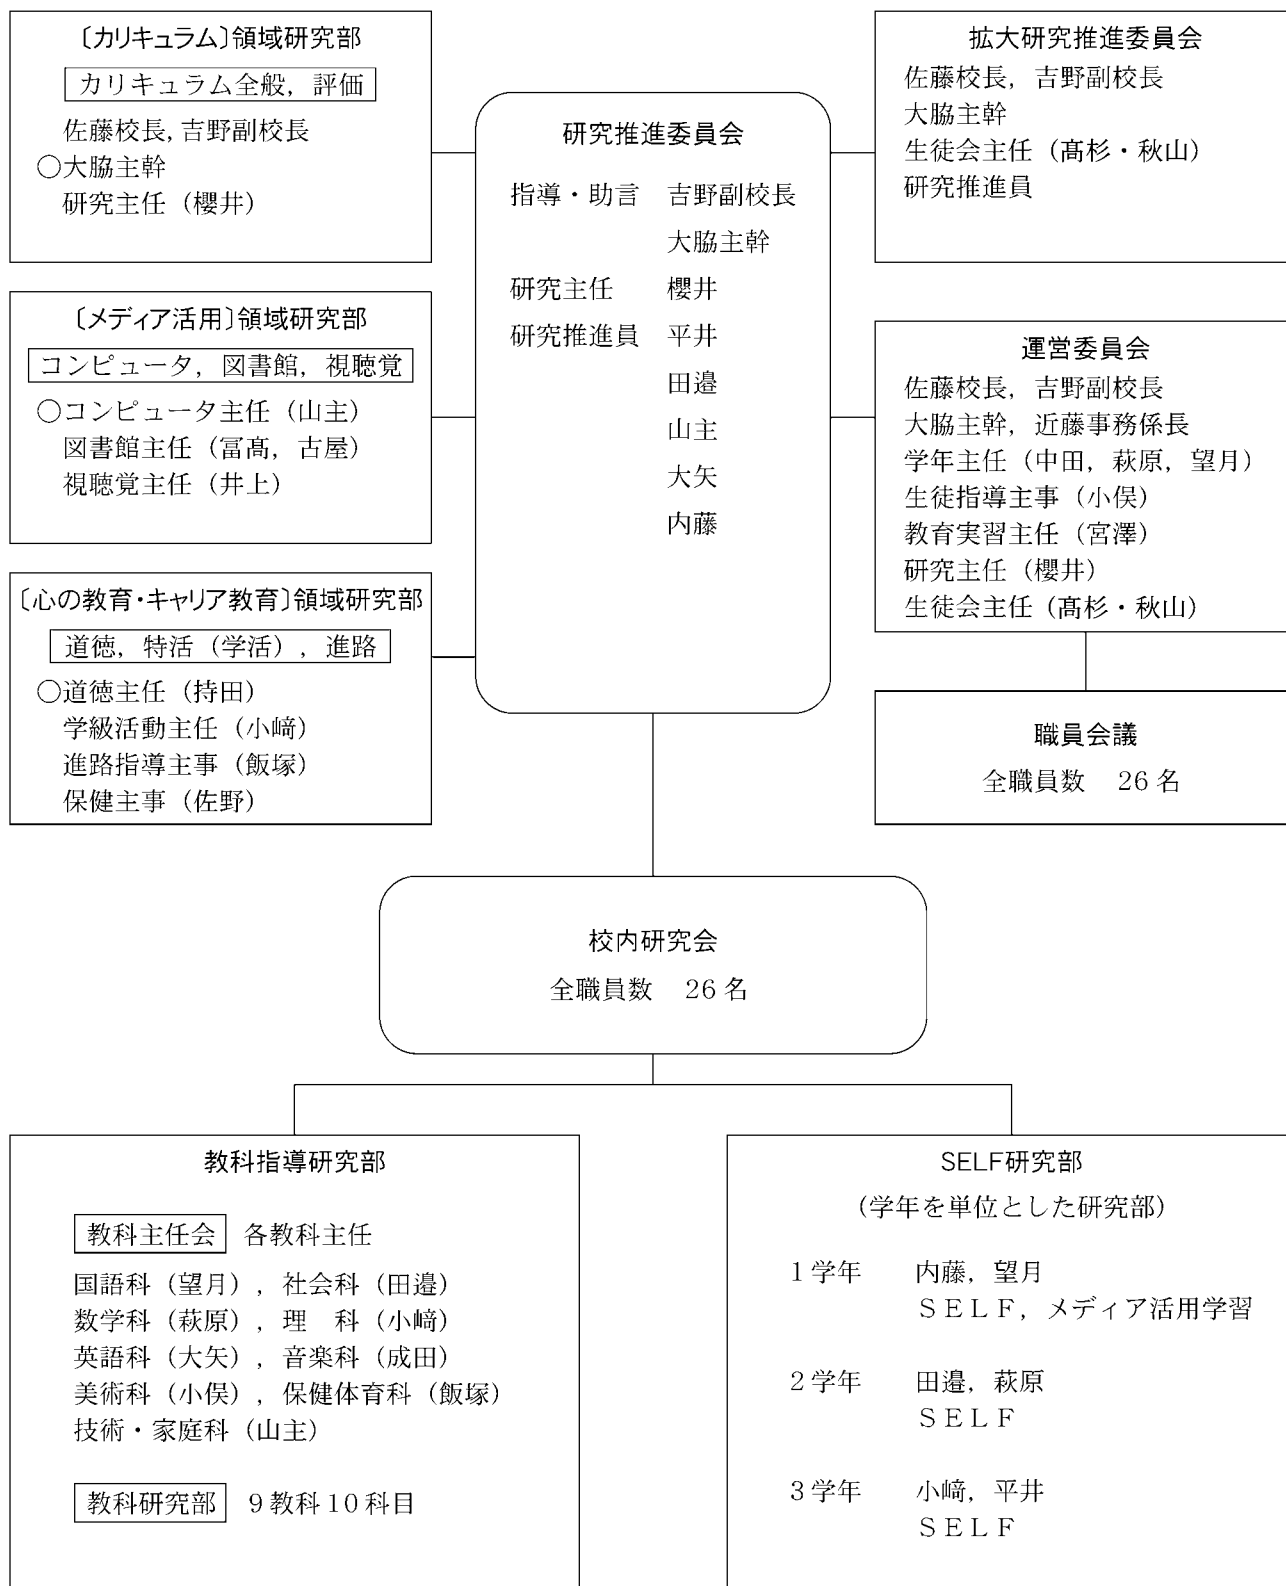 〔カリキュラム〕領域研究部
カリキュラム全般，評価
佐藤校長，吉野副校長
○大脇主幹
研究主任（櫻井）
〔メディア活用〕領域研究部
コンピュータ，図書館，視聴覚
○コンピュータ主任（山主）
図書館主任（冨髙，古屋）
視聴覚主任（井上）
〔心の教育・キャリア教育〕領域研究部
道徳，特活（学活），進路
○道徳主任（持田）
学級活動主任（小﨑）
進路指導主事（飯塚）
保健主事（佐野）
研究推進委員会
指導・助言　吉野副校長
大脇主幹
研究主任　櫻井
研究推進員　平井
田邉
山主
大矢
内藤
拡大研究推進委員会
佐藤校長，吉野副校長
大脇主幹
生徒会主任（髙杉・秋山）
研究推進員
運営委員会
佐藤校長，吉野副校長
大脇主幹，近藤事務係長
学年主任（中田，萩原，望月）
生徒指導主事（小俣）
教育実習主任（宮澤）
研究主任（櫻井）
生徒会主任（髙杉・秋山）
職員会議
全職員数　26名
校内研究会
全職員数　26名
教科指導研究部
教科主任会　各教科主任
国語科（望月），社会科（田邉）
数学科（萩原），理　科（小﨑）
英語科（大矢），音楽科（成田）
美術科（小俣），保健体育科（飯塚）
技術・家庭科（山主）
教科研究部　9教科10科目
SELF研究部
（学年を単位とした研究部）
1学年　内藤，望月
ＳＥＬＦ，メディア活用学習
2学年　田邉，萩原
ＳＥＬＦ
3学年　小﨑，平井
ＳＥＬＦ